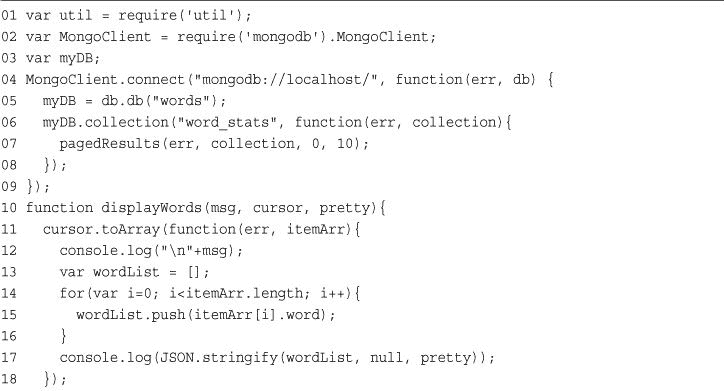 01 var util = require('util');
02 var MongoClient = require('mongodb').MongoClient;
03 var myDB;
04 MongoClient.connect("mongodb://localhost/", function(err, db) {
05   myDB = db.db("words");
06   myDB.collection("word_stats", function(err, collection){
07     pagedResults(err, collection, 0, 10);
08   });
09 });
10 function displayWords(msg, cursor, pretty){
11   cursor.toArray(function(err, itemArr){
12     console.log("\n"+msg);
13     var wordList = [];
14     for(var i=0; i<itemArr.length; i++){
15       wordList.push(itemArr[i].word);
16     }
17     console.log(JSON.stringify(wordList, null, pretty));
18   });